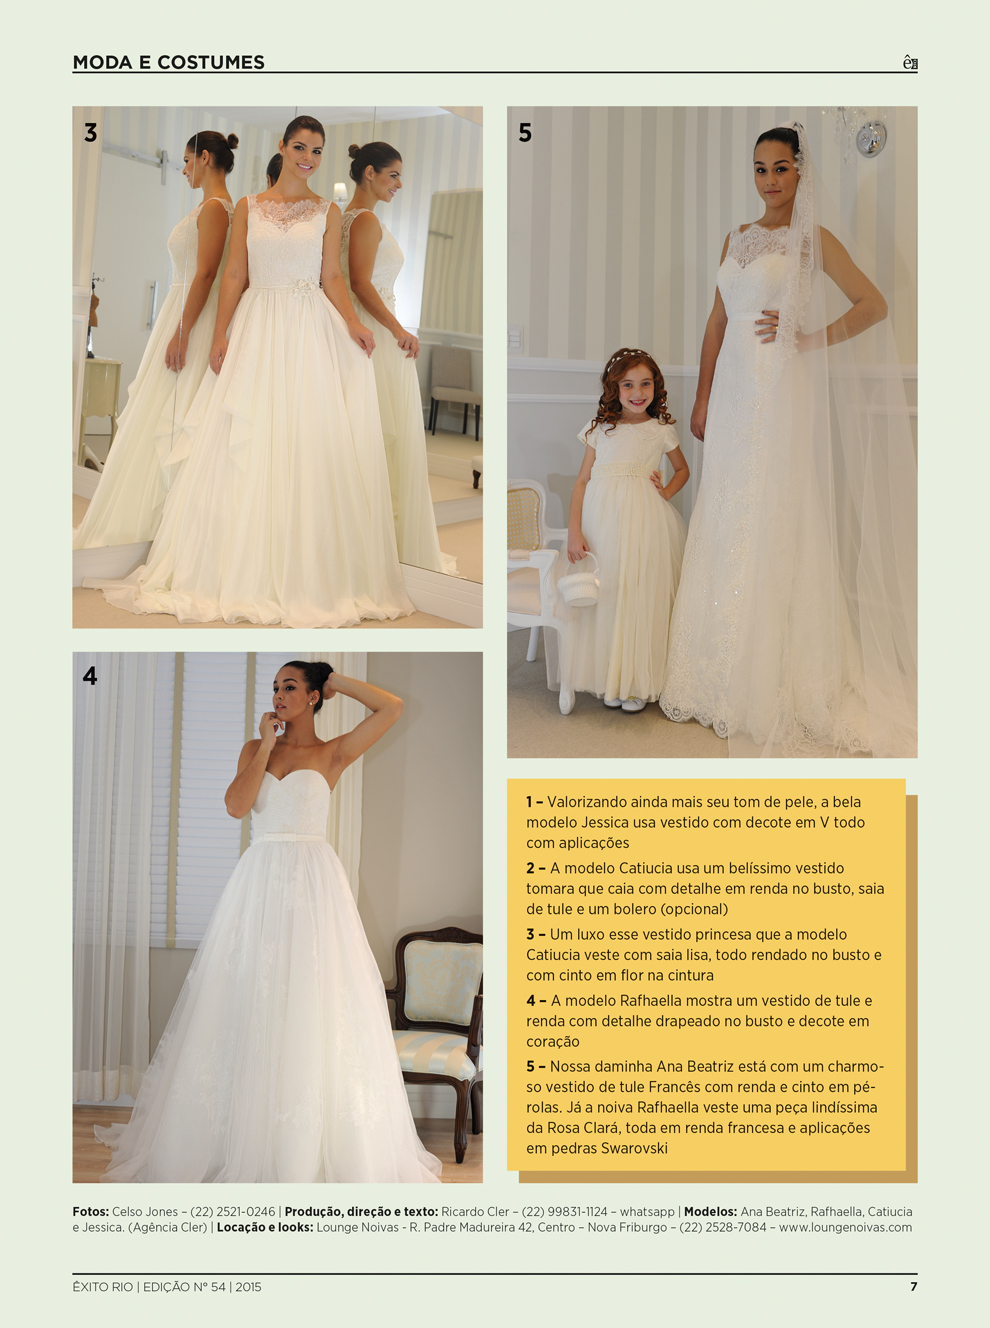 MODA E COSTUMES
3
5
4
1 – Valorizando ainda mais seu tom de pele, a bela
modelo Jessica usa vestido com decote em V todo
com aplicações
2 – A modelo Catiucia usa um belíssimo vestido
tomara que caia com detalhe em renda no busto, saia
de tule e um bolero (opcional)
3 – Um luxo esse vestido princesa que a modelo
Catiucia veste com saia lisa, todo rendado no busto e
com cinto em flor na cintura
4 – A modelo Rafhaella mostra um vestido de tule e
renda com detalhe drapeado no busto e decote em
coração
5 – Nossa daminha Ana Beatriz está com um charmo-
so vestido de tule Francês com renda e cinto em pé-
rolas. Já a noiva Rafhaella veste uma peça lindíssima
da Rosa Clará, toda em renda francesa e aplicações
em pedras Swarovski
Fotos: Celso Jones – (22) 2521-0246 | Produção, direção e texto: Ricardo Cler – (22) 99831-1124 – whatsapp | Modelos: Ana Beatriz, Rafhaella, Catiucia
e Jessica. (Agência Cler) | Locação e looks: Lounge Noivas - R. Padre Madureira 42, Centro – Nova Friburgo – (22) 2528-7084 – www.loungenoivas.com
ÊXITO RIO | EDIÇÃO N° 54 | 2015
7